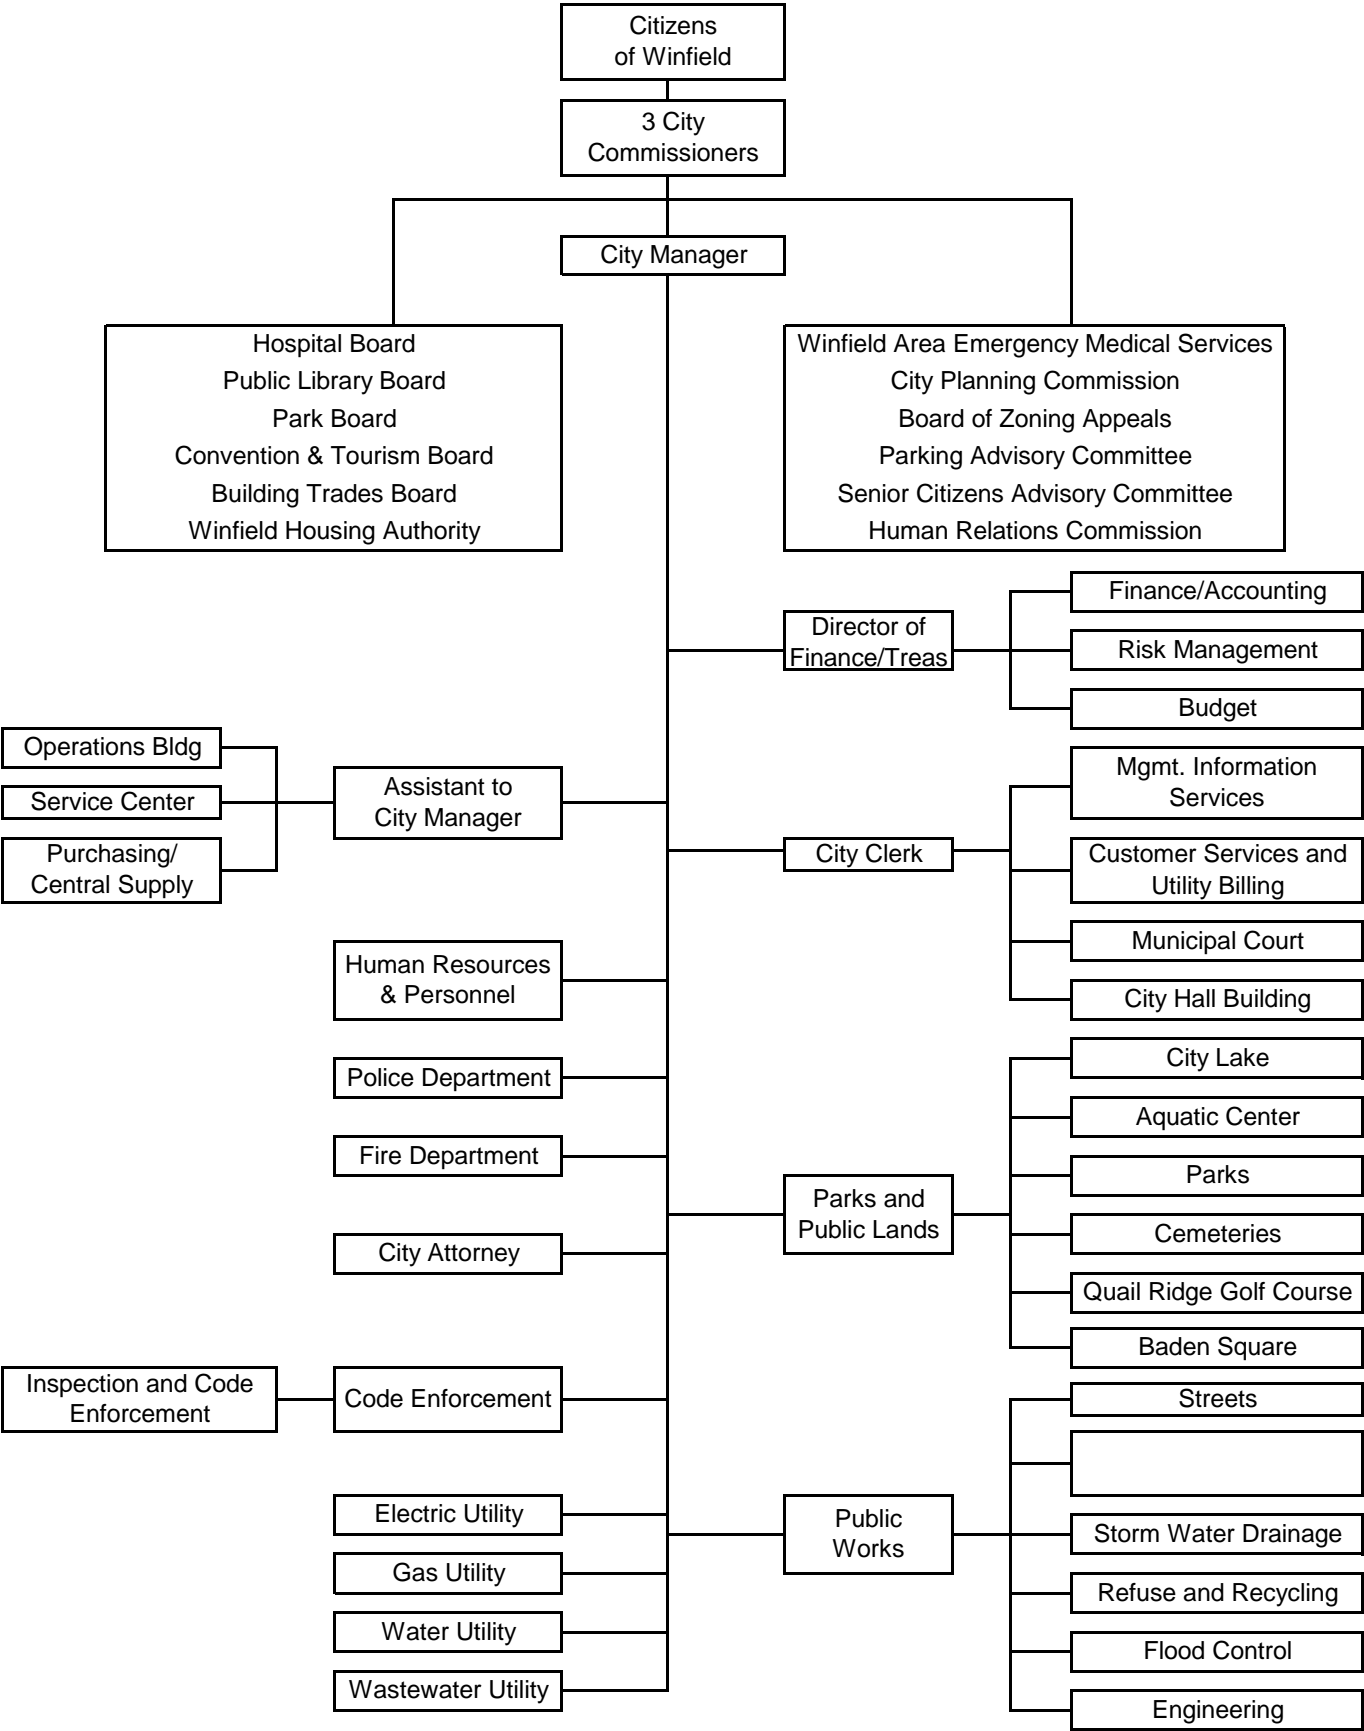 Citizens
of Winfield
3 City
Commissioners
City Manager
Hospital Board
Public Library Board
Park Board
Convention & Tourism Board
Building Trades Board
Winfield Housing Authority
Winfield Area Emergency Medical Services
City Planning Commission
Board of Zoning Appeals
Parking Advisory Committee
Senior Citizens Advisory Committee
Human Relations Commission
Director of
Finance/Treas
Finance/Accounting
Risk Management
Budget
Operations Bldg
Service Center
Purchasing/
Central Supply
Assistant to
City Manager
City Clerk
Mgmt. Information
Services
Customer Services and
Utility Billing
Municipal Court
City Hall Building
Human Resources
& Personnel
Police Department
Fire Department
City Attorney
Parks and
Public Lands
City Lake
Aquatic Center
Parks
Cemeteries
Quail Ridge Golf Course
Baden Square
Inspection and Code
Enforcement
Code Enforcement
Electric Utility
Gas Utility
Water Utility
Wastewater Utility
Public
Works
Streets
Storm Water Drainage
Refuse and Recycling
Flood Control
Engineering